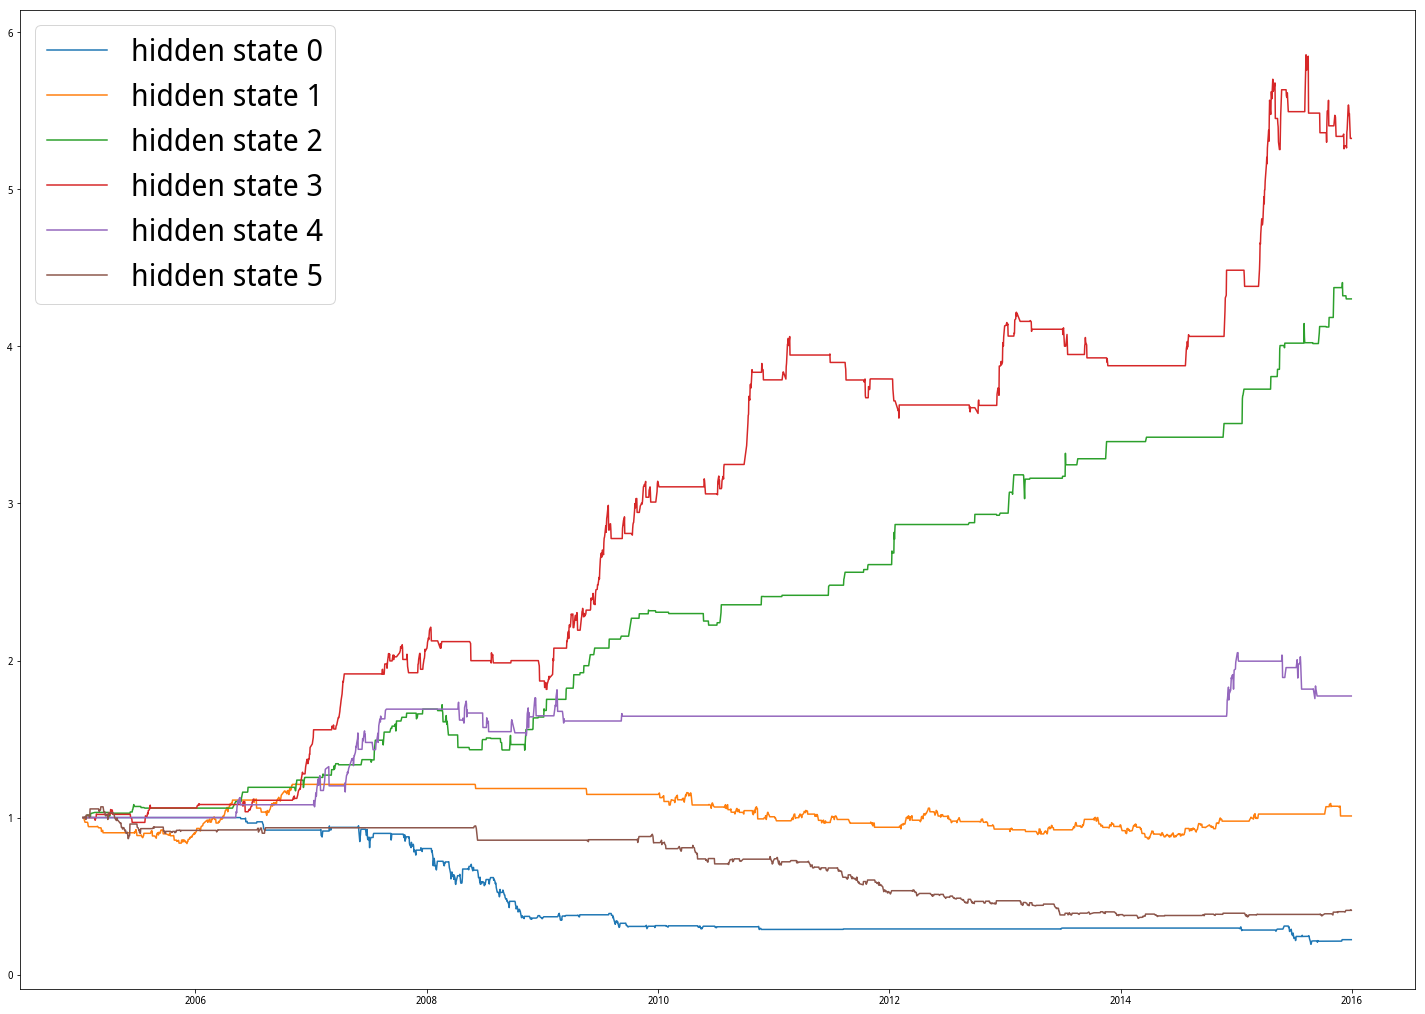 hidden state 0
hidden state 1
hidden state 2
hidden state 3
hidden state 4
hidden state 5
6
5
4
3
2
1
0
2006 2008 2010 2012 2014 2016